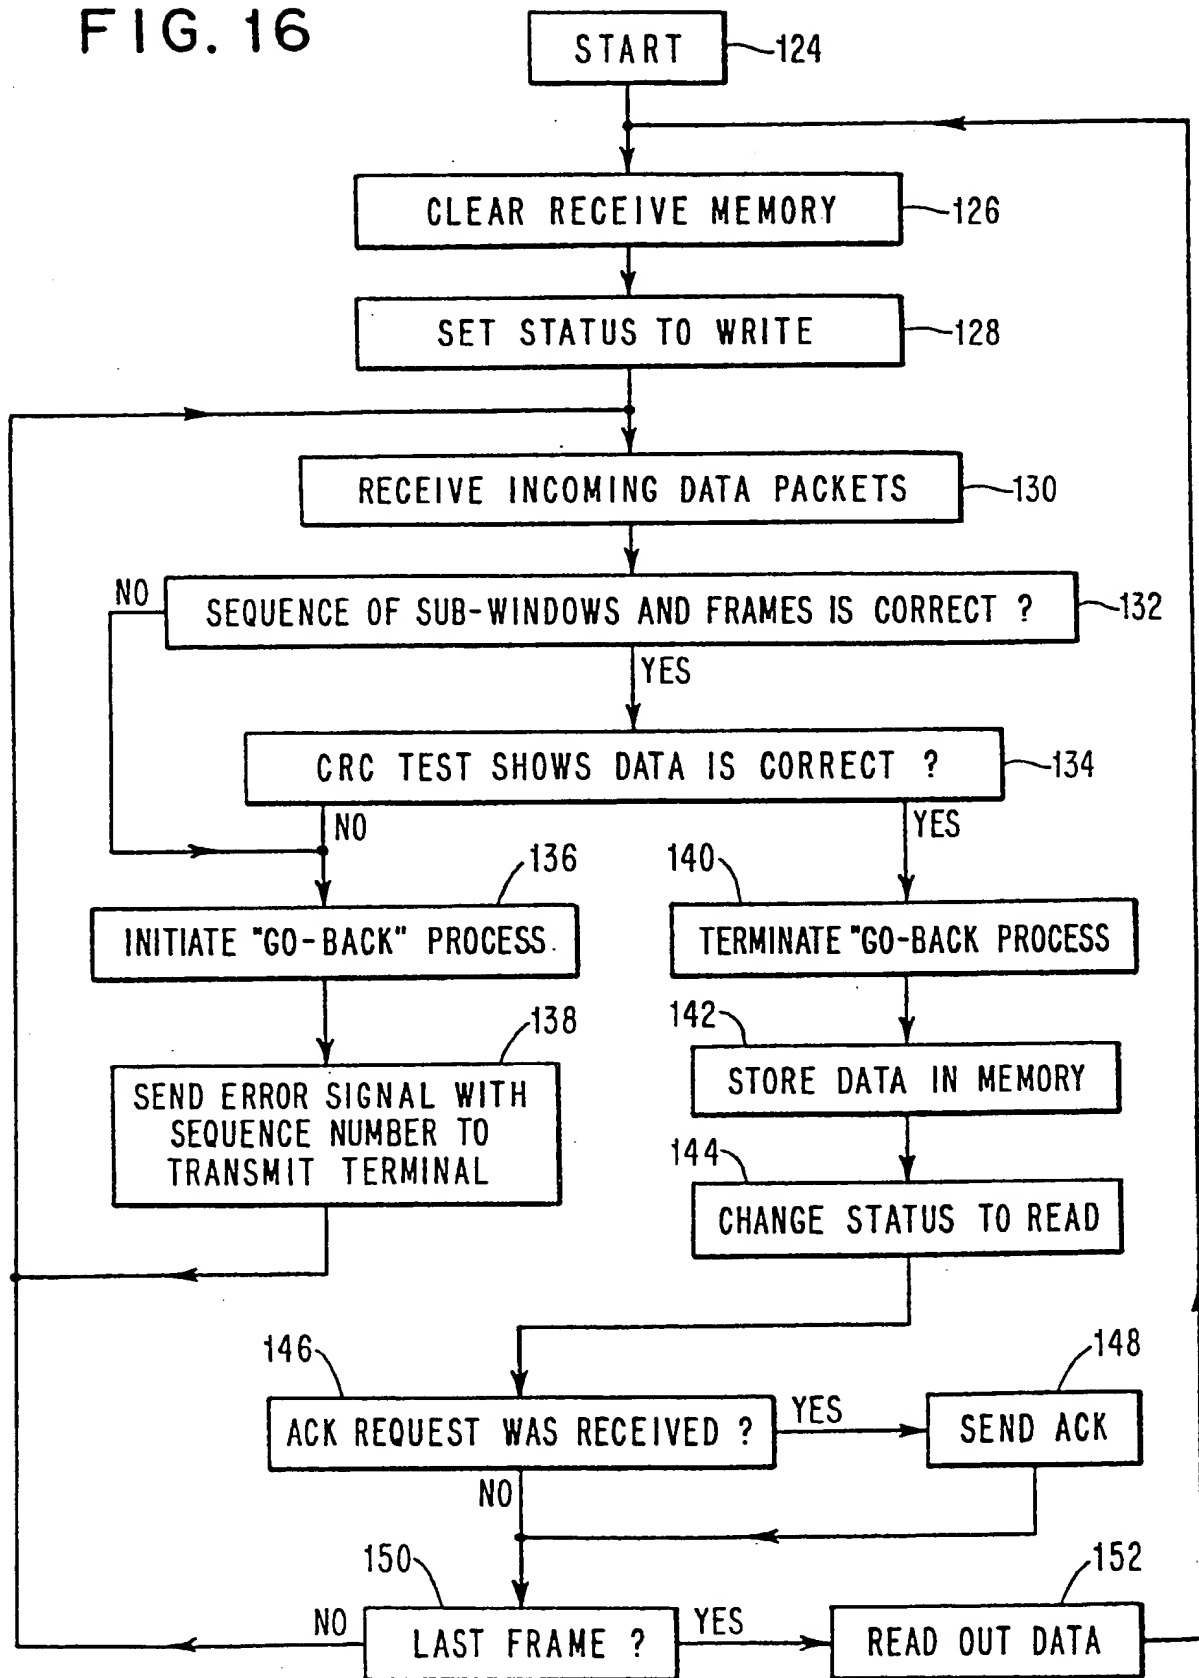 FIG. 16
START
124
CLEAR RECEIVE MEMORY
126
SET STATUS TO WRITE
128
RECEIVE INCOMING DATA PACKETS
130
NO
SEQUENCE OF SUB-WINDOWS AND FRAMES IS CORRECT ?
132
YES
CRC TEST SHOWS DATA IS CORRECT ?
134
NO
YES
136
140
INITIATE "GO-BACK" PROCESS
TERMINATE "GO-BACK PROCESS
138
142
SEND ERROR SIGNAL WITH
SEQUENCE NUMBER TO
TRANSMIT TERMINAL
STORE DATA IN MEMORY
144
CHANGE STATUS TO READ
146
148
ACK REQUEST WAS RECEIVED ?
YES
SEND ACK
NO
150
152
NO
LAST FRAME ?
YES
READ OUT DATA